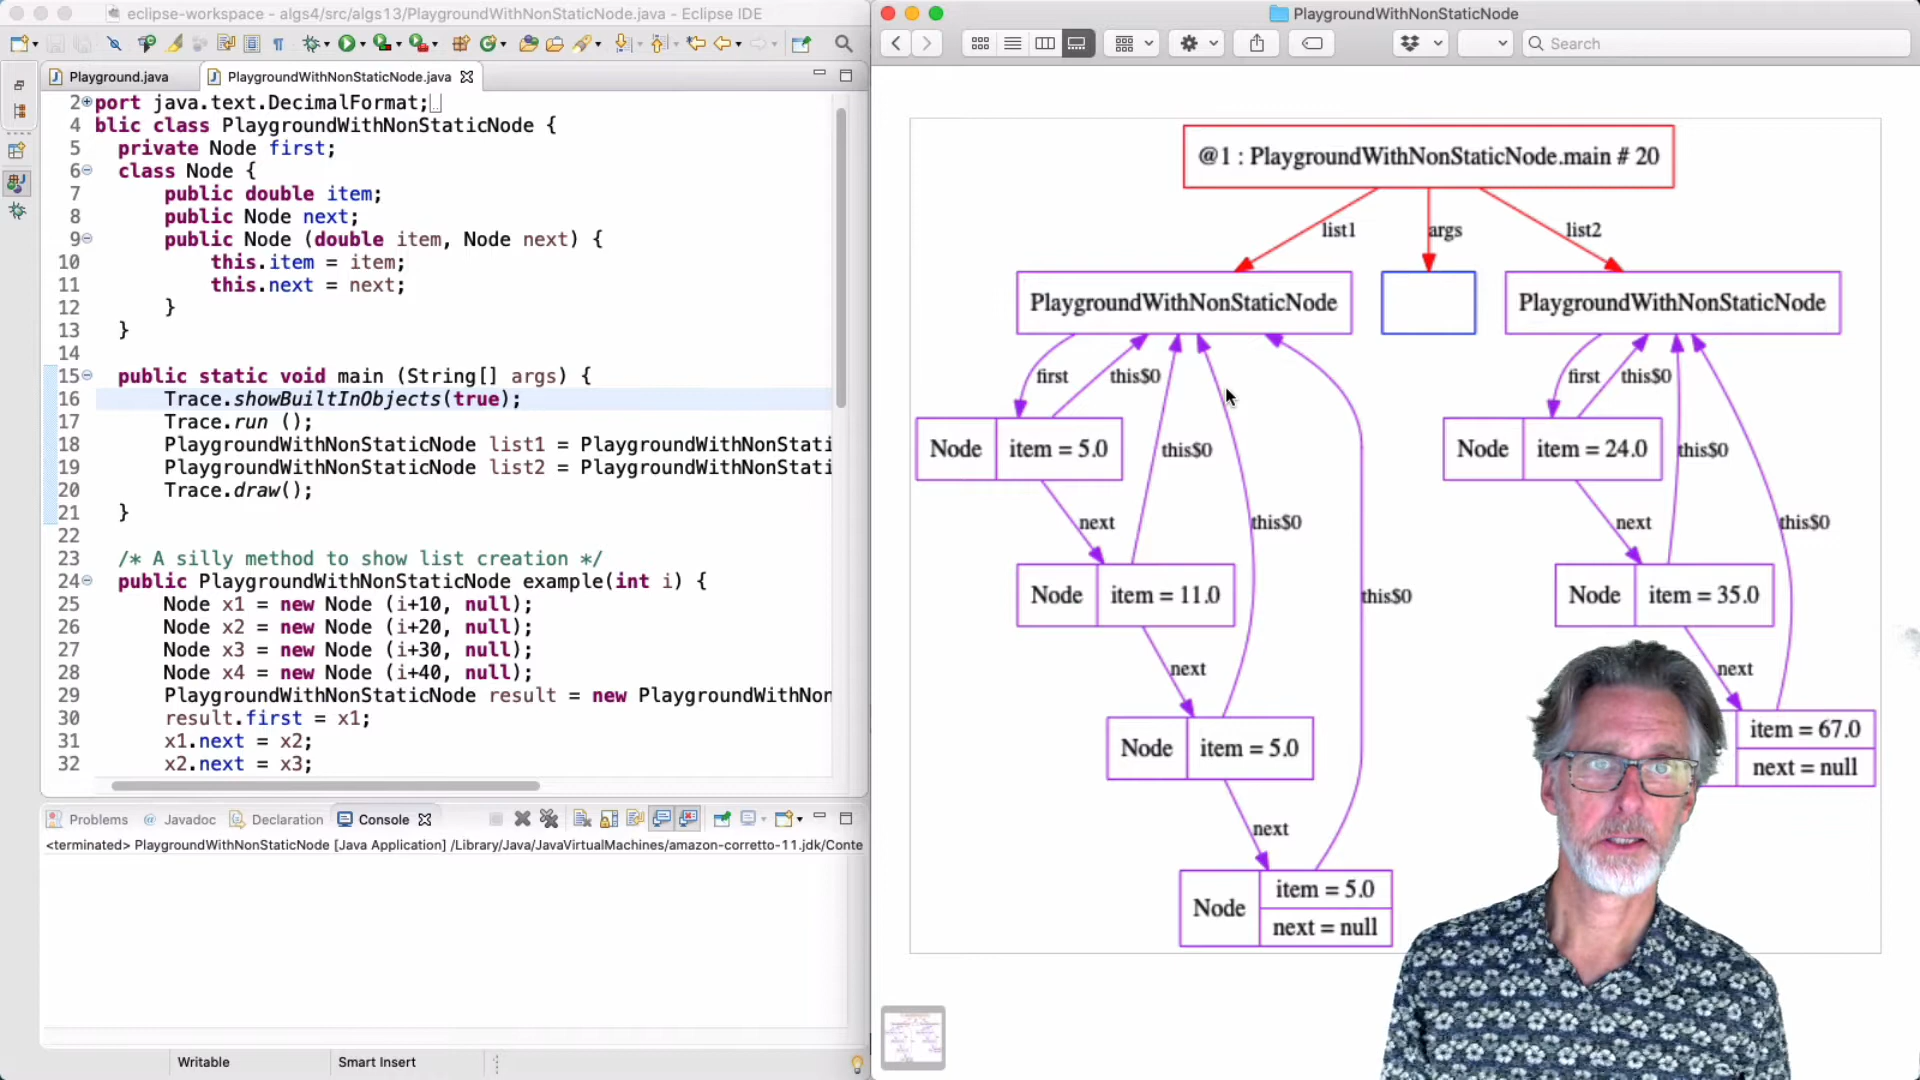 eclipse-workspace - algs4/src/algs13/PlaygroundWithNonStaticNode.java - Eclipse IDE
Playground.java
PlaygroundWithNonStaticNode.java
2 port java.text.DecimalFormat;
4 blic class PlaygroundWithNonStaticNode {
5 private Node first;
6 class Node {
7 public double item;
8 public Node next;
9 public Node (double item, Node next) {
10 this.item = item;
11 this.next = next;
12 }
13 }
14
15 public static void main (String[] args) {
16 Trace.showBuiltInObjects(true);
17 Trace.run ();
18 PlaygroundWithNonStaticNode list1 = PlaygroundWithNonStati
19 PlaygroundWithNonStaticNode list2 = PlaygroundWithNonStati
20 Trace.draw();
21 }
22
23 /* A silly method to show list creation */
24 public PlaygroundWithNonStaticNode example(int i) {
25 Node x1 = new Node (i+10, null);
26 Node x2 = new Node (i+20, null);
27 Node x3 = new Node (i+30, null);
28 Node x4 = new Node (i+40, null);
29 PlaygroundWithNonStaticNode result = new PlaygroundWithNon
30 result.first = x1;
31 x1.next = x2;
32 x2.next = x3;
Problems
Javadoc
Declaration
Console
<terminated> PlaygroundWithNonStaticNode [Java Application] /Library/Java/JavaVirtualMachines/amazon-corretto-11.jdk/Conte
Writable
Smart Insert
PlaygroundWithNonStaticNode
Search
@1 : PlaygroundWithNonStaticNode.main # 20
list1
args
list2
PlaygroundWithNonStaticNode
PlaygroundWithNonStaticNode
first
this$0
first
this$0
Node
item = 5.0
this$0
Node
item = 24.0
this$0
next
this$0
next
this$0
Node
item = 11.0
this$0
Node
item = 35.0
next
next
Node
item = 5.0
item = 67.0
next = null
next
Node
item = 5.0
next = null